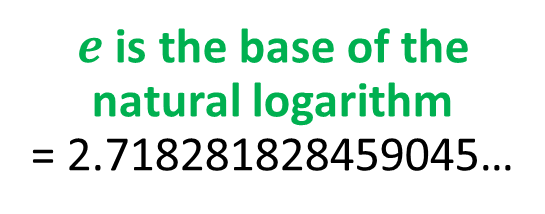 e is the base of the
natural logarithm
= 2.718281828459045…